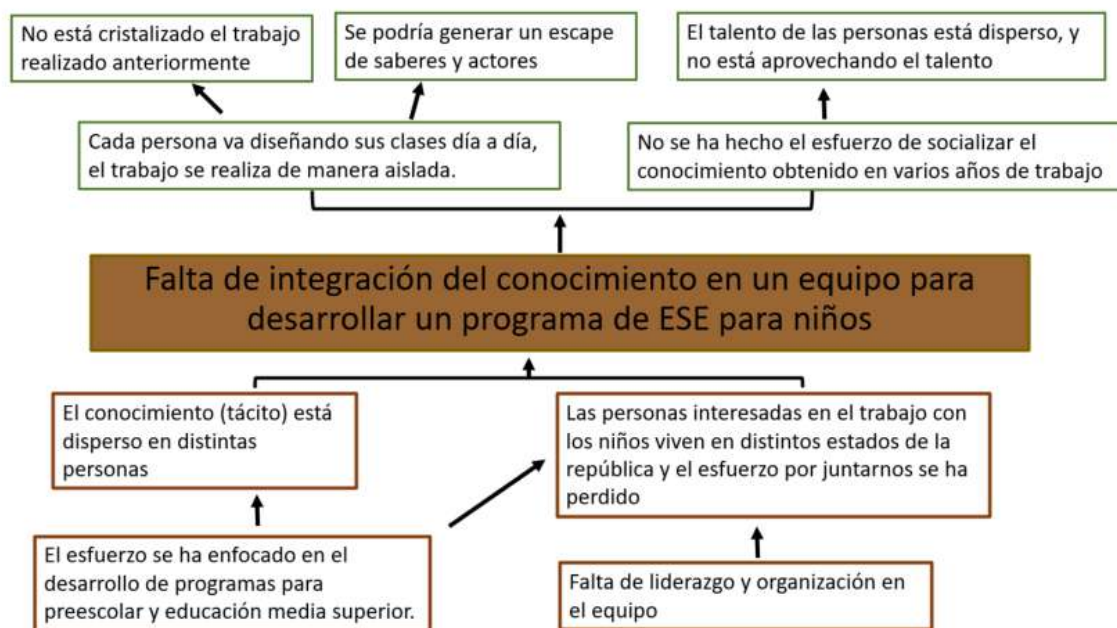 No está cristalizado el trabajo
realizado anteriormente
Se podría generar un escape
de saberes y actores
El talento de las personas está disperso, y
no está aprovechando el talento
Cada persona va diseñando sus clases día a día,
el trabajo se realiza de manera aislada.
No se ha hecho el esfuerzo de socializar el
conocimiento obtenido en varios años de trabajo
Falta de integración del conocimiento en un equipo para
desarrollar un programa de ESE para niños
El conocimiento (tácito) está
disperso en distintas
personas
Las personas interesadas en el trabajo con
los niños viven en distintos estados de la
república y el esfuerzo por juntarnos se ha
perdido
El esfuerzo se ha enfocado en el
desarrollo de programas para
preescolar y educación media superior.
Falta de liderazgo y organización en
el equipo